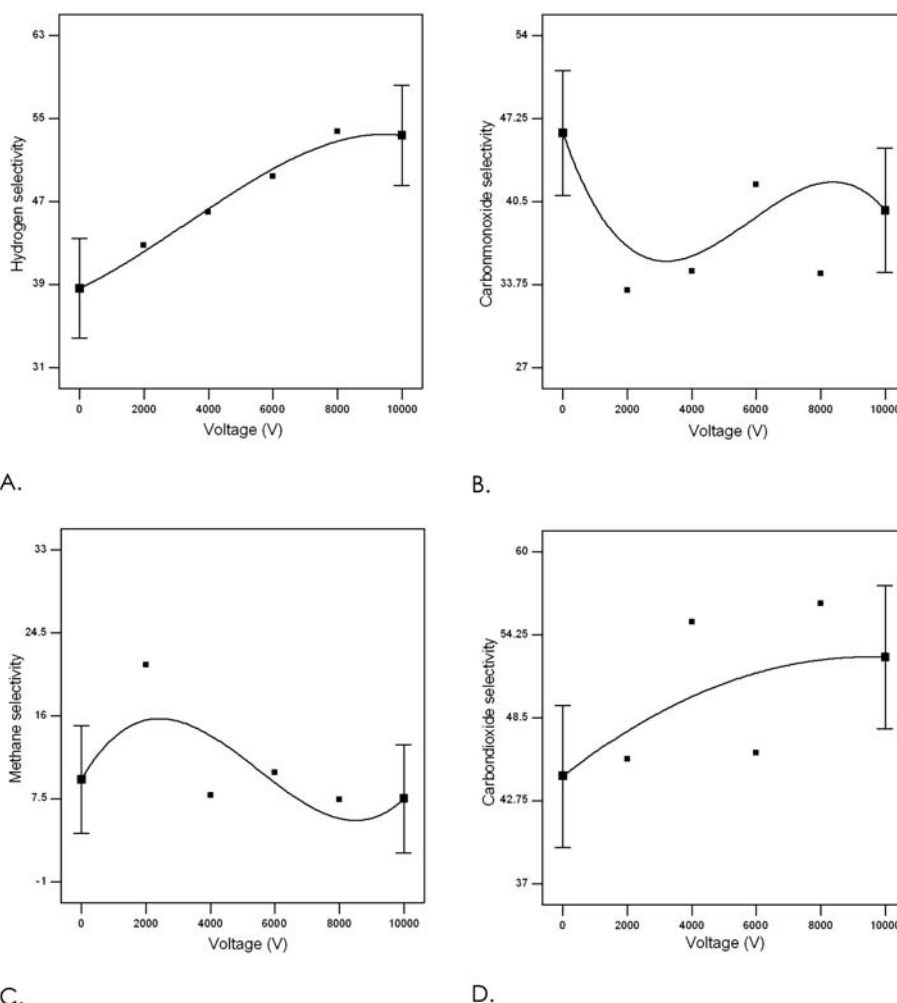 63
55
47
39
31
Hydrogen selectivity
0 2000 4000 6000 8000 10000
Voltage (V)
A.
54
47.25
40.5
33.75
27
Carbonmonoxide selectivity
0 2000 4000 6000 8000 10000
Voltage (V)
B.
33
24.5
16
7.5
-1
Methane selectivity
0 2000 4000 6000 8000 10000
Voltage (V)
C.
60
54.25
48.5
42.75
37
Carbondioxide selectivity
0 2000 4000 6000 8000 10000
Voltage (V)
D.